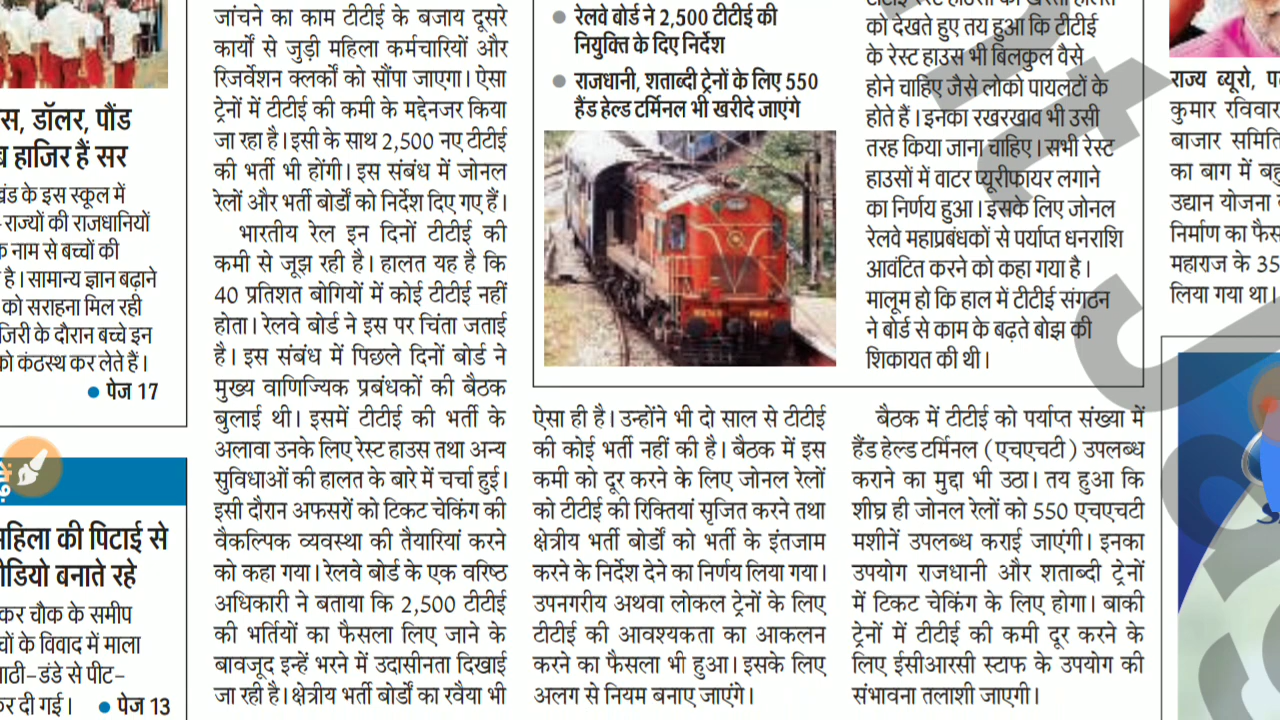 स, डॉलर, पौंड
हाजिर हैं सर
खंड के इस स्कूल में
राज्यों की राजधानियों
नाम से बच्चों की
है। सामान्य ज्ञान बढ़ाने
को सराहना मिल रही
जिरी के दौरान बच्चे इन
को कंठस्थ कर लेते हैं।
● पेज 17
महिला की पिटाई से
डियो बनाते रहे
कर चौक के समीप
चों के विवाद में माला
लाठी-डंडे से पीट-
कर दी गई। ● पेज 13
जांचने का काम टीटीई के बजाय दूसरे
कार्यों से जुड़ी महिला कर्मचारियों और
रिजर्वेशन क्लर्कों को सौंपा जाएगा। ऐसा
ट्रेनों में टीटीई की कमी के मद्देनजर किया
जा रहा है। इसी के साथ 2,500 नए टीटीई
की भर्ती भी होंगी। इस संबंध में जोनल
रेलों और भर्ती बोर्डों को निर्देश दिए गए हैं।
भारतीय रेल इन दिनों टीटीई की
कमी से जूझ रही है। हालत यह है कि
40 प्रतिशत बोगियों में कोई टीटीई नहीं
होता। रेलवे बोर्ड ने इस पर चिंता जताई
है। इस संबंध में पिछले दिनों बोर्ड ने
मुख्य वाणिज्यिक प्रबंधकों की बैठक
बुलाई थी। इसमें टीटीई की भर्ती के
अलावा उनके लिए रेस्ट हाउस तथा अन्य
सुविधाओं की हालत के बारे में चर्चा हुई।
इसी दौरान अफसरों को टिकट चेकिंग की
वैकल्पिक व्यवस्था की तैयारियां करने
को कहा गया। रेलवे बोर्ड के एक वरिष्ठ
अधिकारी ने बताया कि 2,500 टीटीई
की भर्तियों का फैसला लिए जाने के
बावजूद इन्हें भरने में उदासीनता दिखाई
जा रही है। क्षेत्रीय भर्ती बोर्डों का रवैया भी
● रेलवे बोर्ड ने 2,500 टीटीई की
नियुक्ति के दिए निर्देश
● राजधानी, शताब्दी ट्रेनों के लिए 550
हैंड हेल्ड टर्मिनल भी खरीदे जाएंगे
को देखते हुए तय हुआ कि टीटीई
के रेस्ट हाउस भी बिलकुल वैसे
होने चाहिए जैसे लोको पायलटों के
होते हैं। इनका रखरखाव भी उसी
तरह किया जाना चाहिए। सभी रेस्ट
हाउसों में वाटर प्यूरीफायर लगाने
का निर्णय हुआ। इसके लिए जोनल
रेलवे महाप्रबंधकों से पर्याप्त धनराशि
आवंटित करने को कहा गया है।
मालूम हो कि हाल में टीटीई संगठन
ने बोर्ड से काम के बढ़ते बोझ की
शिकायत की थी।
ऐसा ही है। उन्होंने भी दो साल से टीटीई
की कोई भर्ती नहीं की है। बैठक में इस
कमी को दूर करने के लिए जोनल रेलों
को टीटीई की रिक्तियां सृजित करने तथा
क्षेत्रीय भर्ती बोर्डों को भर्ती के इंतजाम
करने के निर्देश देने का निर्णय लिया गया।
उपनगरीय अथवा लोकल ट्रेनों के लिए
टीटीई की आवश्यकता का आकलन
करने का फैसला भी हुआ। इसके लिए
अलग से नियम बनाए जाएंगे।
बैठक में टीटीई को पर्याप्त संख्या में
हैंड हेल्ड टर्मिनल (एचएचटी) उपलब्ध
कराने का मुद्दा भी उठा। तय हुआ कि
शीघ्र ही जोनल रेलों को 550 एचएचटी
मशीनें उपलब्ध कराई जाएंगी। इनका
उपयोग राजधानी और शताब्दी ट्रेनों
में टिकट चेकिंग के लिए होगा। बाकी
ट्रेनों में टीटीई की कमी दूर करने के
लिए ईसीआरसी स्टाफ के उपयोग की
संभावना तलाशी जाएगी।
राज्य ब्यूरो,
कुमार रविवार
बाजार समिति
का बाग में
उद्यान योजना
निर्माण का
महाराज के 35
लिया गया था।